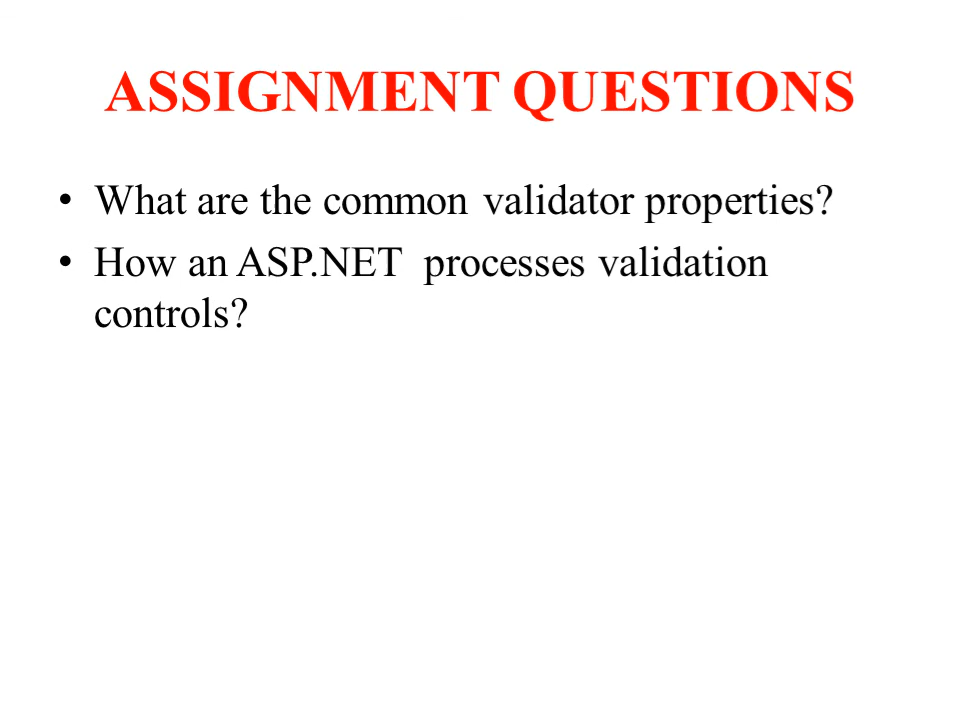 ASSIGNMENT QUESTIONS
• What are the common validator properties?
• How an ASP.NET  processes validation
controls?